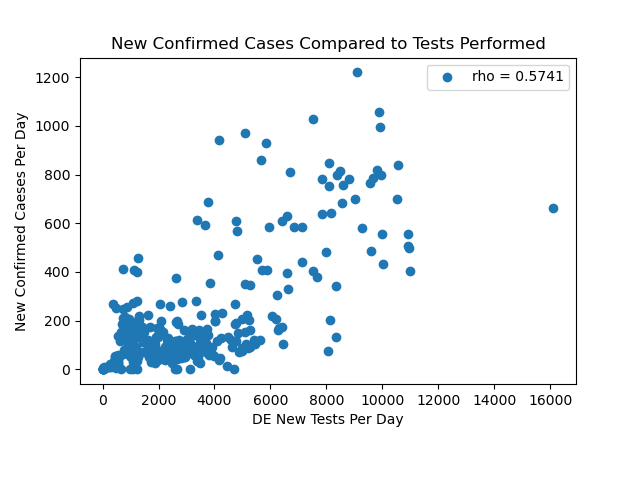 New Confirmed Cases Compared to Tests Performed
rho = 0.5741
New Confirmed Caeses Per Day
1200
1000
800
600
400
200
0
0 2000 4000 6000 8000 10000 12000 14000 16000
DE New Tests Per Day